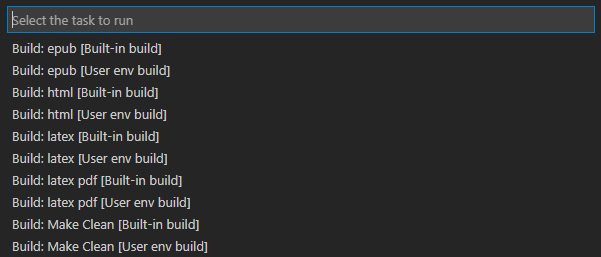 Select the task to run
Build: epub [Built-in build]
Build: epub [User env build]
Build: html [Built-in build]
Build: html [User env build]
Build: latex [Built-in build]
Build: latex [User env build]
Build: latex pdf [Built-in build]
Build: latex pdf [User env build]
Build: Make Clean [Built-in build]
Build: Make Clean [User env build]